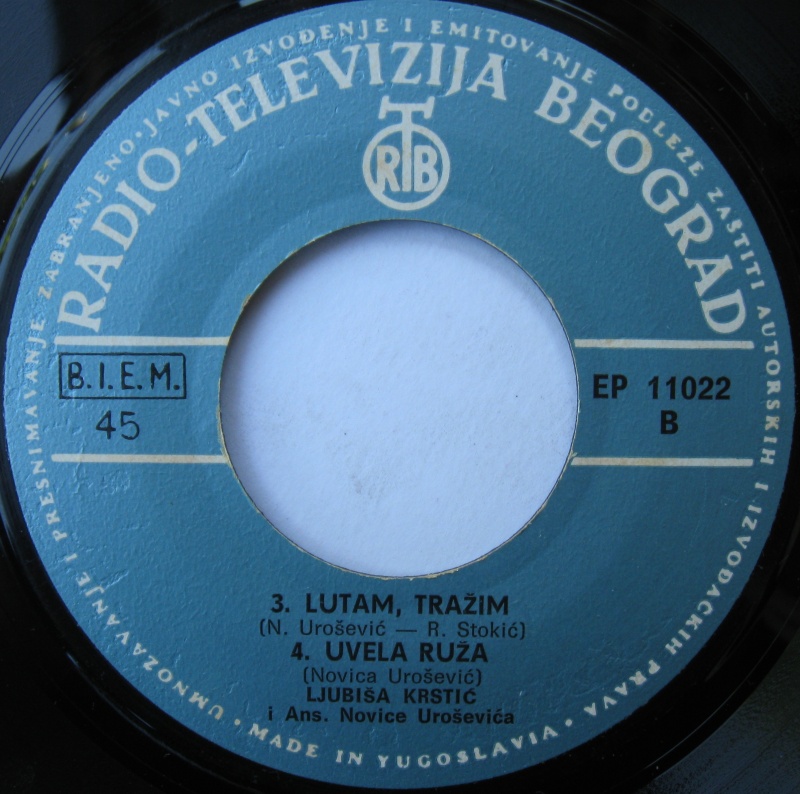 UMNOŽAVANJE I PRESNIMAVANJE ZABRANJENO • JAVNO IZVOĐENJE I EMITOVANJE PODLEŽE ZAŠTITI AUTORSKIH I IZVOĐAČKIH PRAVA •
RADIO-TELEVIZIJA BEOGRAD
RTB
B.I.E.M.
45
EP 11022
B
3. LUTAM, TRAŽIM
(N. Urošević — R. Stokić)
4. UVELA RUŽA
(Novica Urošević)
LJUBIŠA KRSTIĆ
i Ans. Novice Uroševića
• MADE IN YUGOSLAVIA •